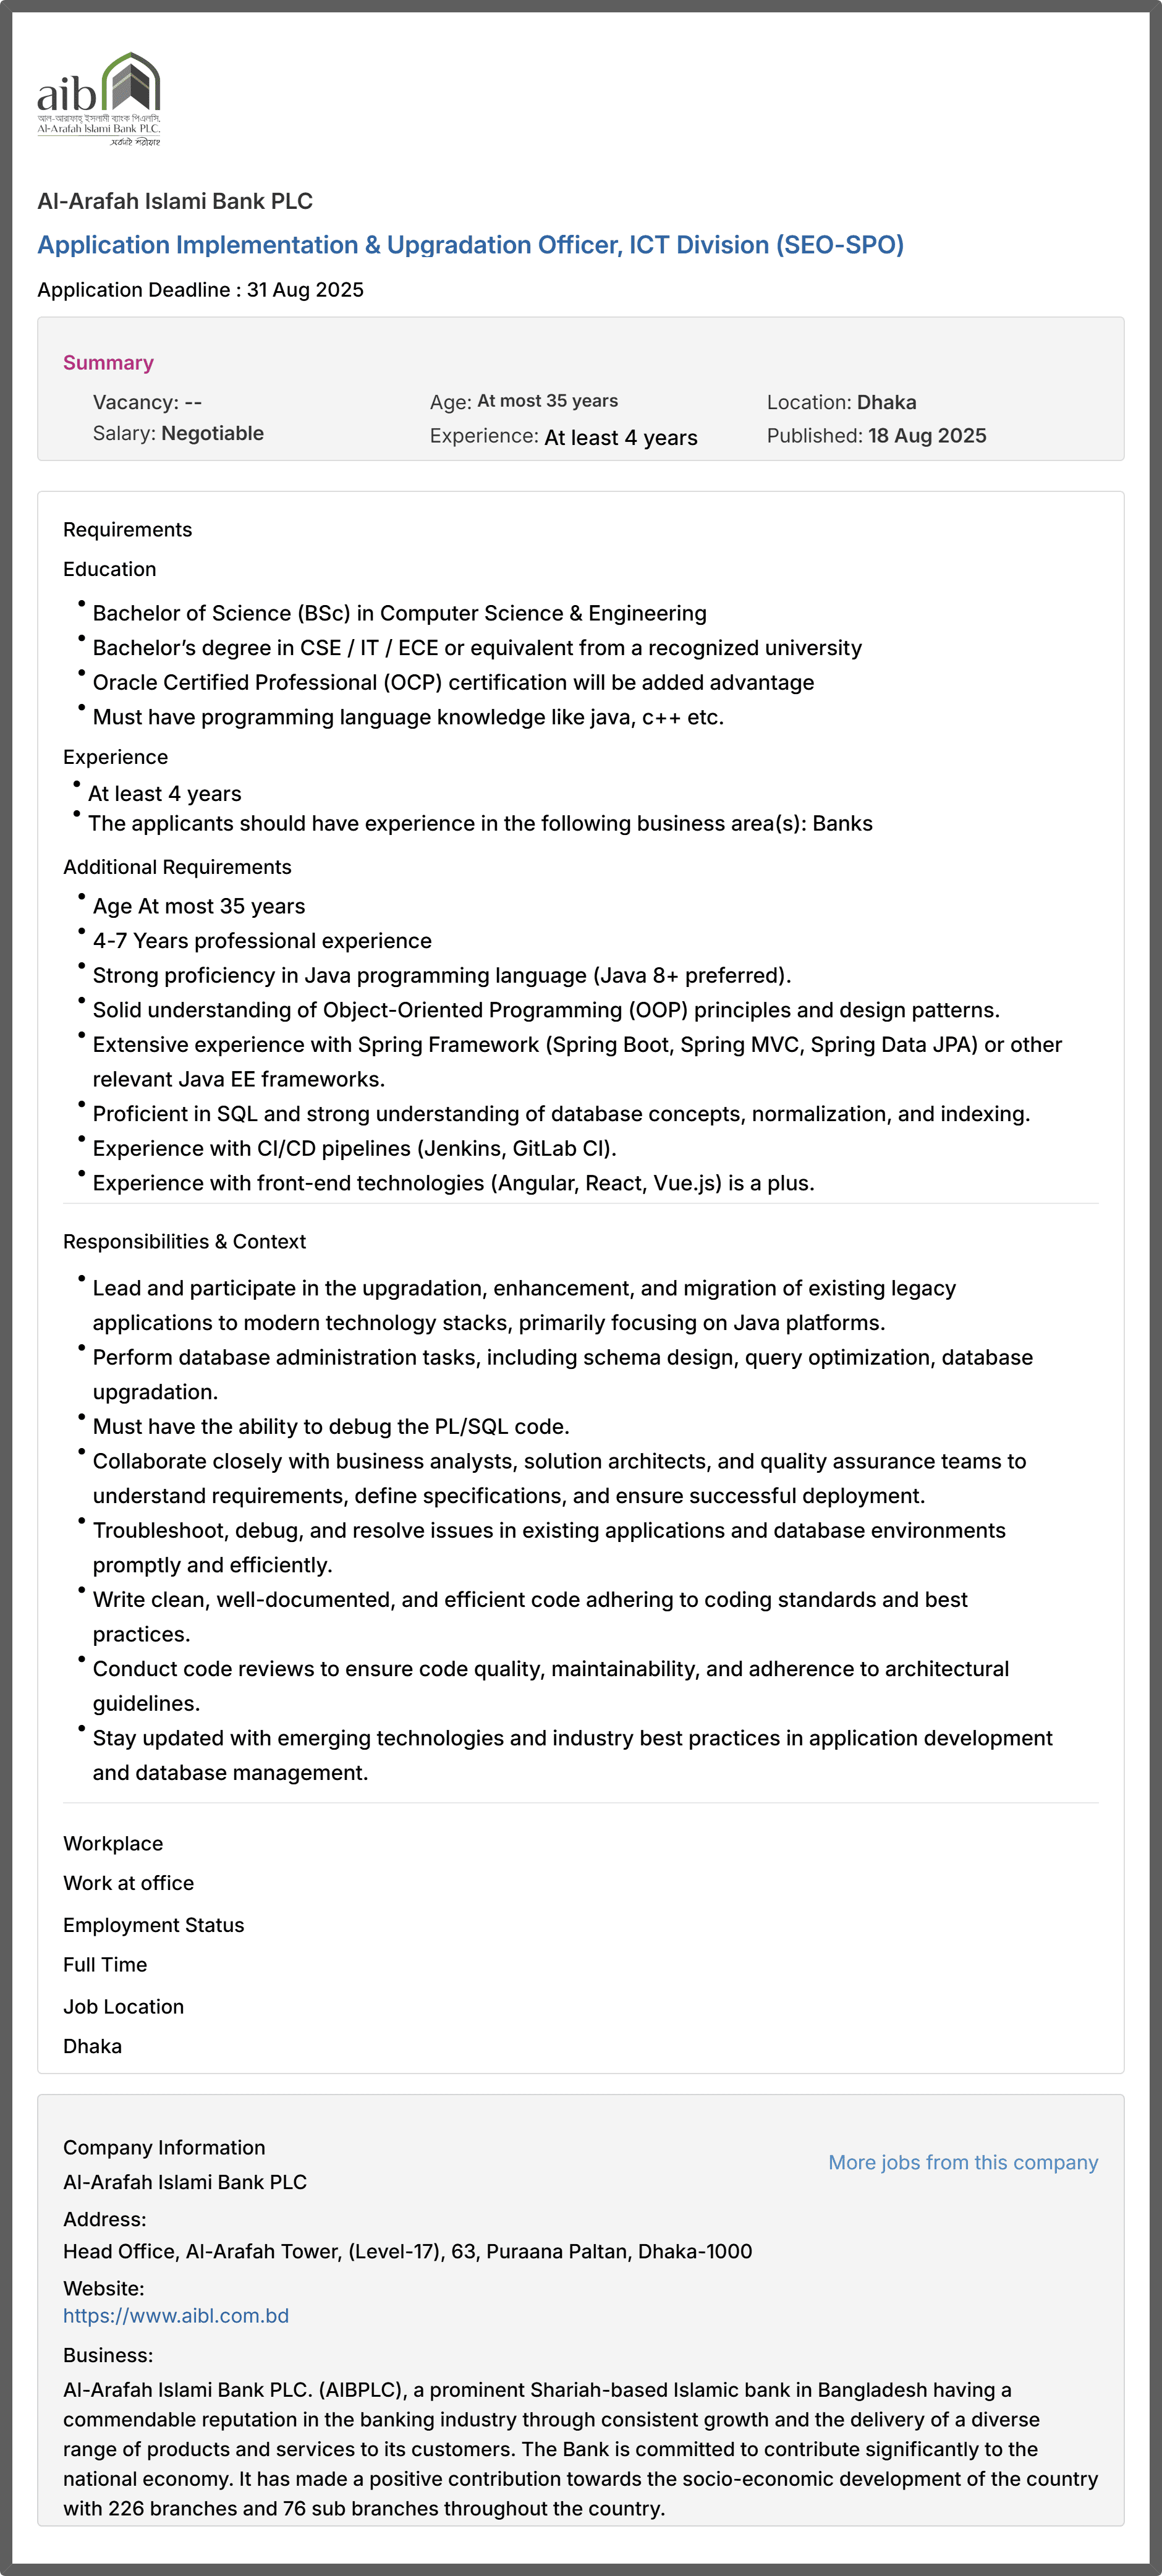 aib
আল-আরাফাহ্ ইসলামী ব্যাংক পিএলসি.
Al-Arafah Islami Bank PLC.
Al-Arafah Islami Bank PLC
Application Implementation & Upgradation Officer, ICT Division (SEO-SPO)
Application Deadline : 31 Aug 2025
Summary
Vacancy: -- Age: At most 35 years Location: Dhaka
Salary: Negotiable Experience: At least 4 years Published: 18 Aug 2025
Requirements
Education
• Bachelor of Science (BSc) in Computer Science & Engineering
• Bachelor’s degree in CSE / IT / ECE or equivalent from a recognized university
• Oracle Certified Professional (OCP) certification will be added advantage
• Must have programming language knowledge like java, c++ etc.
Experience
• At least 4 years
• The applicants should have experience in the following business area(s): Banks
Additional Requirements
• Age At most 35 years
• 4-7 Years professional experience
• Strong proficiency in Java programming language (Java 8+ preferred).
• Solid understanding of Object-Oriented Programming (OOP) principles and design patterns.
• Extensive experience with Spring Framework (Spring Boot, Spring MVC, Spring Data JPA) or other
relevant Java EE frameworks.
• Proficient in SQL and strong understanding of database concepts, normalization, and indexing.
• Experience with CI/CD pipelines (Jenkins, GitLab CI).
• Experience with front-end technologies (Angular, React, Vue.js) is a plus.
Responsibilities & Context
• Lead and participate in the upgradation, enhancement, and migration of existing legacy
applications to modern technology stacks, primarily focusing on Java platforms.
• Perform database administration tasks, including schema design, query optimization, database
upgradation.
• Must have the ability to debug the PL/SQL code.
• Collaborate closely with business analysts, solution architects, and quality assurance teams to
understand requirements, define specifications, and ensure successful deployment.
• Troubleshoot, debug, and resolve issues in existing applications and database environments
promptly and efficiently.
• Write clean, well-documented, and efficient code adhering to coding standards and best
practices.
• Conduct code reviews to ensure code quality, maintainability, and adherence to architectural
guidelines.
• Stay updated with emerging technologies and industry best practices in application development
and database management.
Workplace
Work at office
Employment Status
Full Time
Job Location
Dhaka
Company Information
More jobs from this company
Al-Arafah Islami Bank PLC
Address:
Head Office, Al-Arafah Tower, (Level-17), 63, Puraana Paltan, Dhaka-1000
Website:
https://www.aibl.com.bd
Business:
Al-Arafah Islami Bank PLC. (AIBPLC), a prominent Shariah-based Islamic bank in Bangladesh having a
commendable reputation in the banking industry through consistent growth and the delivery of a diverse
range of products and services to its customers. The Bank is committed to contribute significantly to the
national economy. It has made a positive contribution towards the socio-economic development of the country
with 226 branches and 76 sub branches throughout the country.